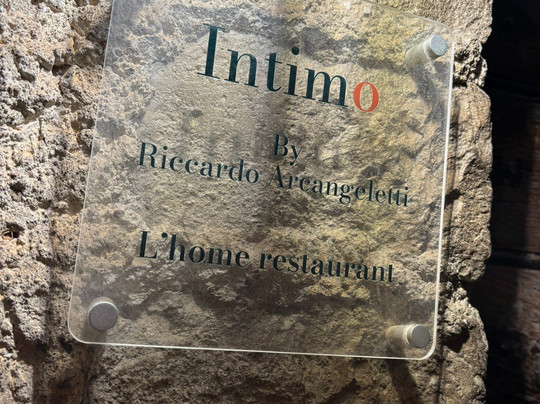 Intimo
By
Riccardo Arcangeletti
L'home restaurant